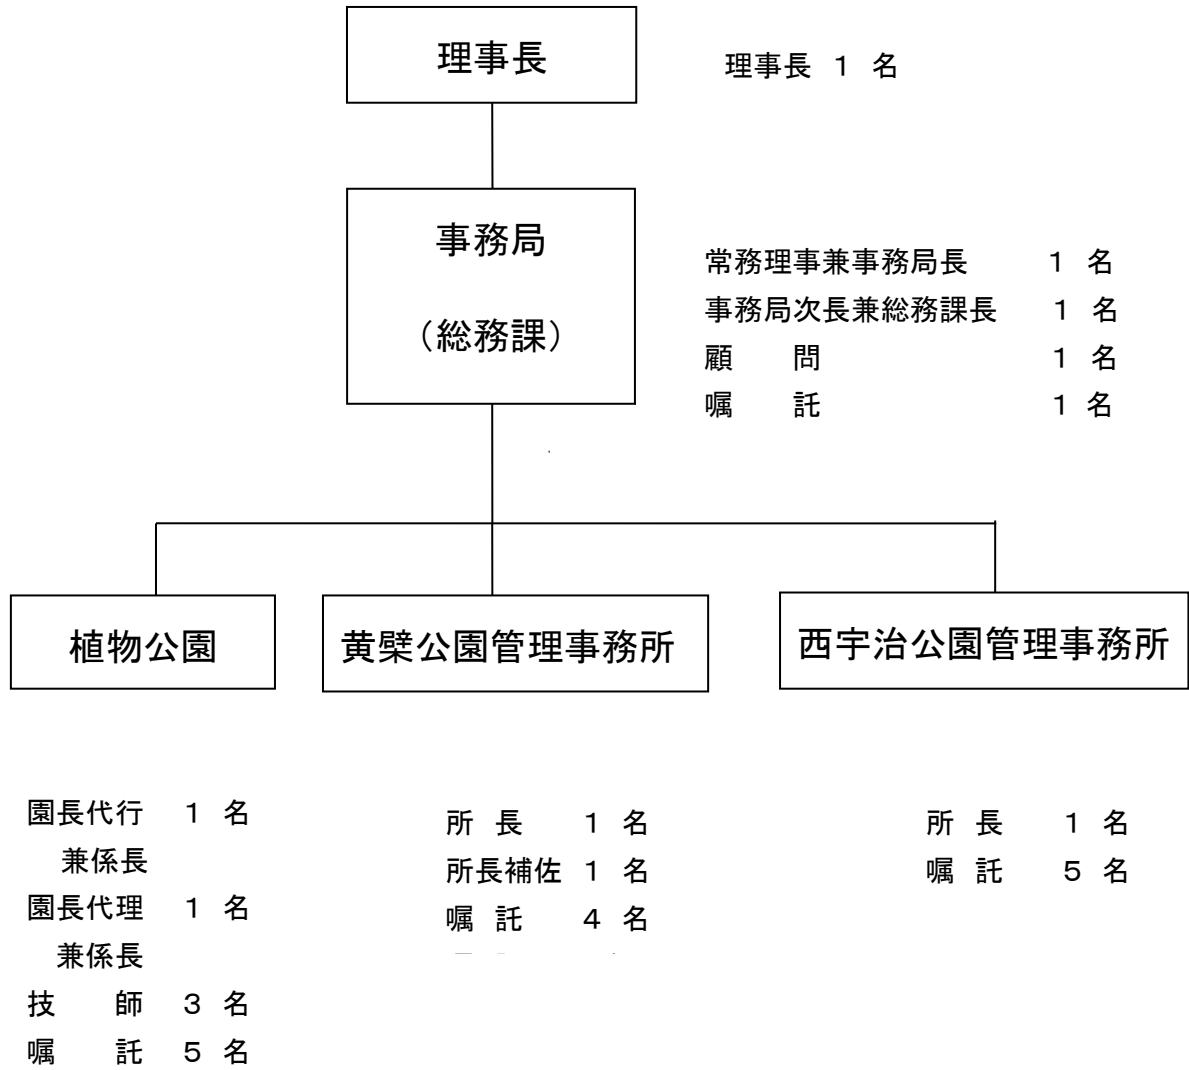 理事長
理事長 1 名
事務局
(総務課)
常務理事兼事務局長 1 名
事務局次長兼総務課長 1 名
顧 問 1 名
嘱 託 1 名
植物公園
黄檗公園管理事務所
西宇治公園管理事務所
園長代行 1 名
兼係長
園長代理 1 名
兼係長
技 師 3 名
嘱 託 5 名
所 長 1 名
所長補佐 1 名
嘱 託 4 名
所 長 1 名
嘱 託 5 名